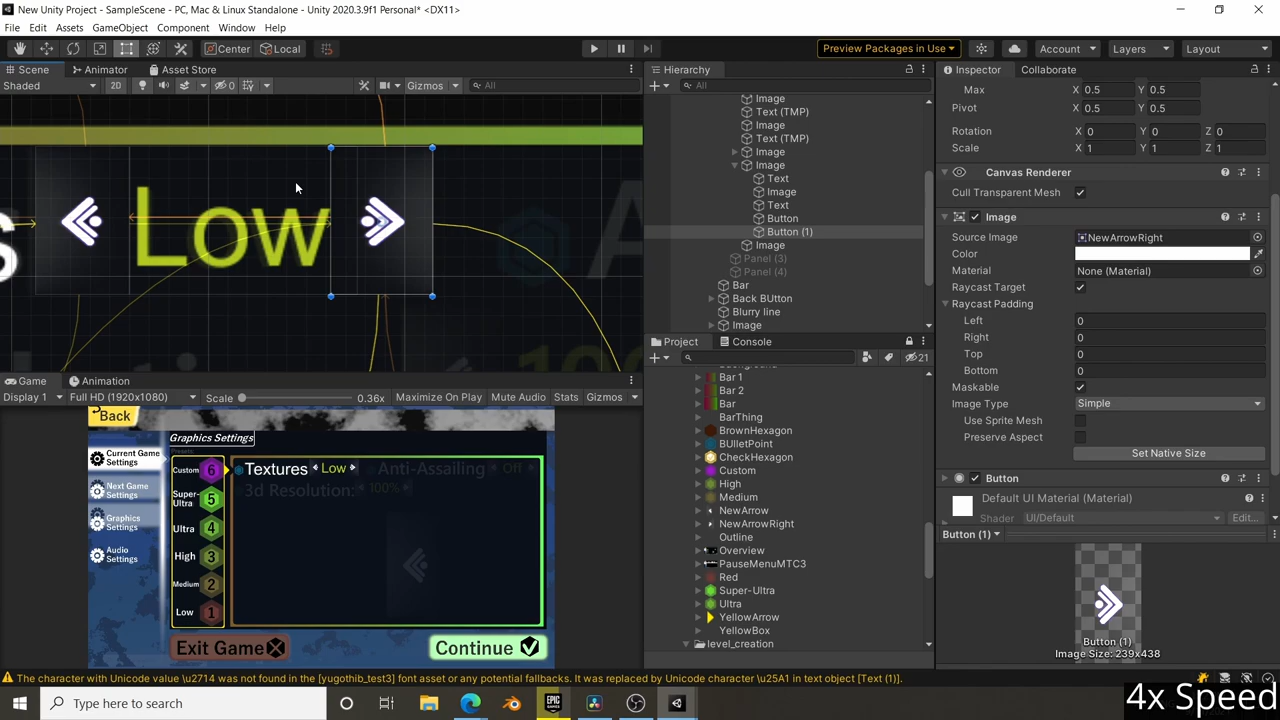 New Unity Project - SampleScene - PC, Mac & Linux Standalone - Unity 2020.3.9f1 Personal* <DX11>
File Edit Assets GameObject Component Window Help
Center Local
Preview Packages in Use
Account
Layers
Layout
Scene Animator Asset Store
Shaded
2D
0
Gizmos
All
Low
Game Animation
Display 1 Full HD (1920x1080) Scale 0.36x Maximize On Play Mute Audio Stats Gizmos
Back
Graphics Settings
Current Game
Settings
Next Game
Settings
Graphics
Settings
Audio
Settings
Custom 6
Super-
Ultra 5
Ultra 4
High 3
Medium 2
Low 1
Textures Low Anti-Assailing Off
3d Resolution: 100%
Exit Game
Continue
Hierarchy
All
Image
Text (TMP)
Image
Text (TMP)
Image
Image
Text
Image
Text
Button
Button (1)
Image
Panel (3)
Panel (4)
Bar
Back BUtton
Blurry line
Image
Project Console
21
Bar 1
Bar 2
Bar
BarThing
BrownHexagon
BUlletPoint
CheckHexagon
Custom
High
Medium
NewArrow
NewArrowRight
Outline
Overview
PauseMenuMTC3
Red
Super-Ultra
Ultra
YellowArrow
YellowBox
level_creation
Inspector Collaborate
Max X 0.5 Y 0.5
Pivot X 0.5 Y 0.5
Rotation X 0 Y 0 Z 0
Scale X 1 Y 1 Z 1
Canvas Renderer
Cull Transparent Mesh
Image
Source Image NewArrowRight
Color
Material None (Material)
Raycast Target
Raycast Padding
Left 0
Right 0
Top 0
Bottom 0
Maskable
Image Type Simple
Use Sprite Mesh
Preserve Aspect
Set Native Size
Button
Default UI Material (Material)
Shader UI/Default Edit...
Button (1)
Button (1)
Image Size: 239x438
The character with Unicode value \u2714 was not found in the [yugothib_test3] font asset or any potential fallbacks. It was replaced by Unicode character \u25A1 in text object [Text (1)].
Type here to search
EPIC
GAMES
4x Speed